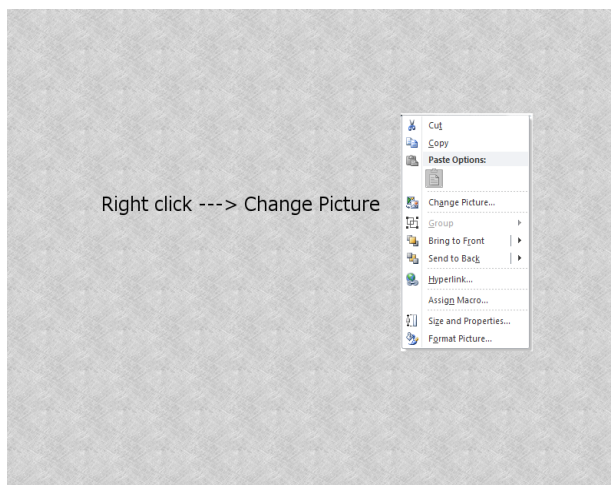 Cut
Copy
Paste Options:
Right click ---> Change Picture
Change Picture...
Group
Bring to Front
Send to Back
Hyperlink...
Assign Macro...
Size and Properties...
Format Picture...